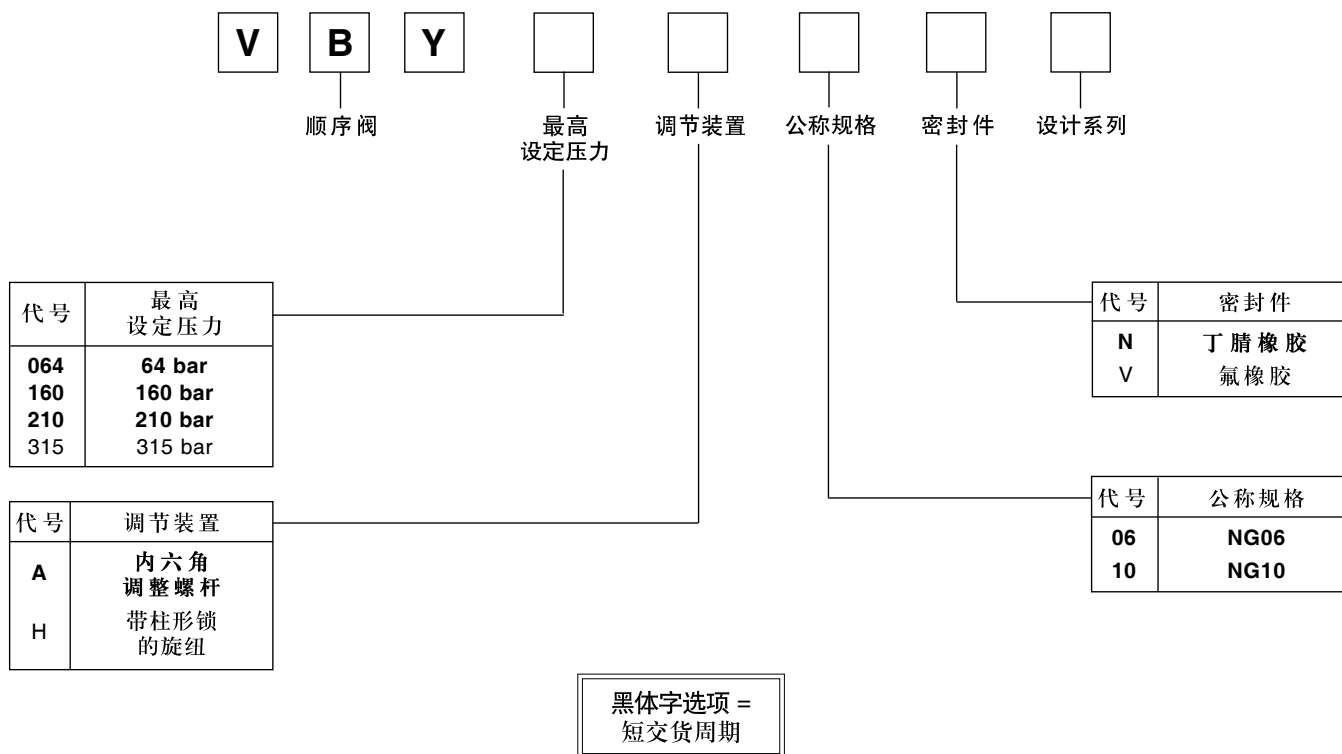 V B Y
顺序阀
最高
设定压力
调节装置
公称规格
密封件
设计系列
代号 最高
设定压力
064 64 bar
160 160 bar
210 210 bar
315 315 bar
代号 密封件
N 丁腈橡胶
V 氟橡胶
代号 调节装置
A 内六角
调整螺杆
H 带柱形锁
的旋纽
代号 公称规格
06 NG06
10 NG10
黑体字选项 =
短交货周期